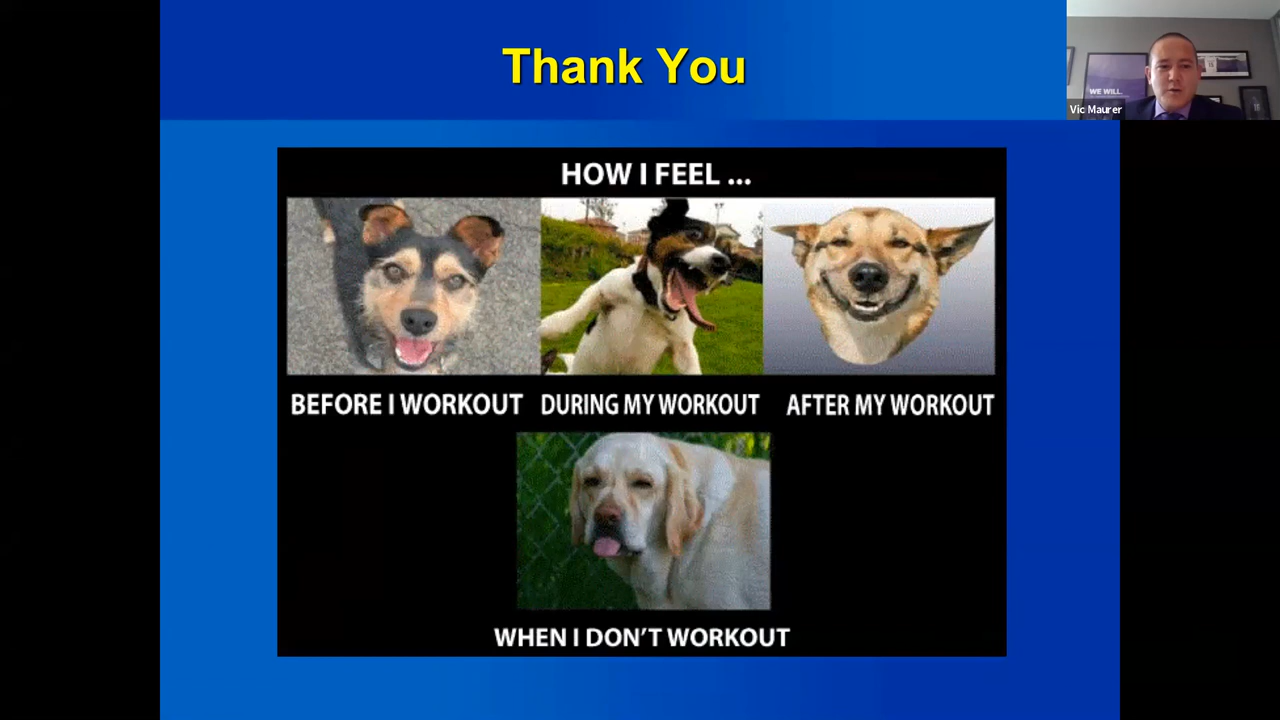 Thank You
WE WILL.
Vic Maurer
HOW I FEEL ...
BEFORE I WORKOUT
DURING MY WORKOUT
AFTER MY WORKOUT
WHEN I DON'T WORKOUT